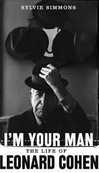 SYLVIE SIMMONS
I'M YOUR MAN
THE LIFE OF
LEONARD COHEN